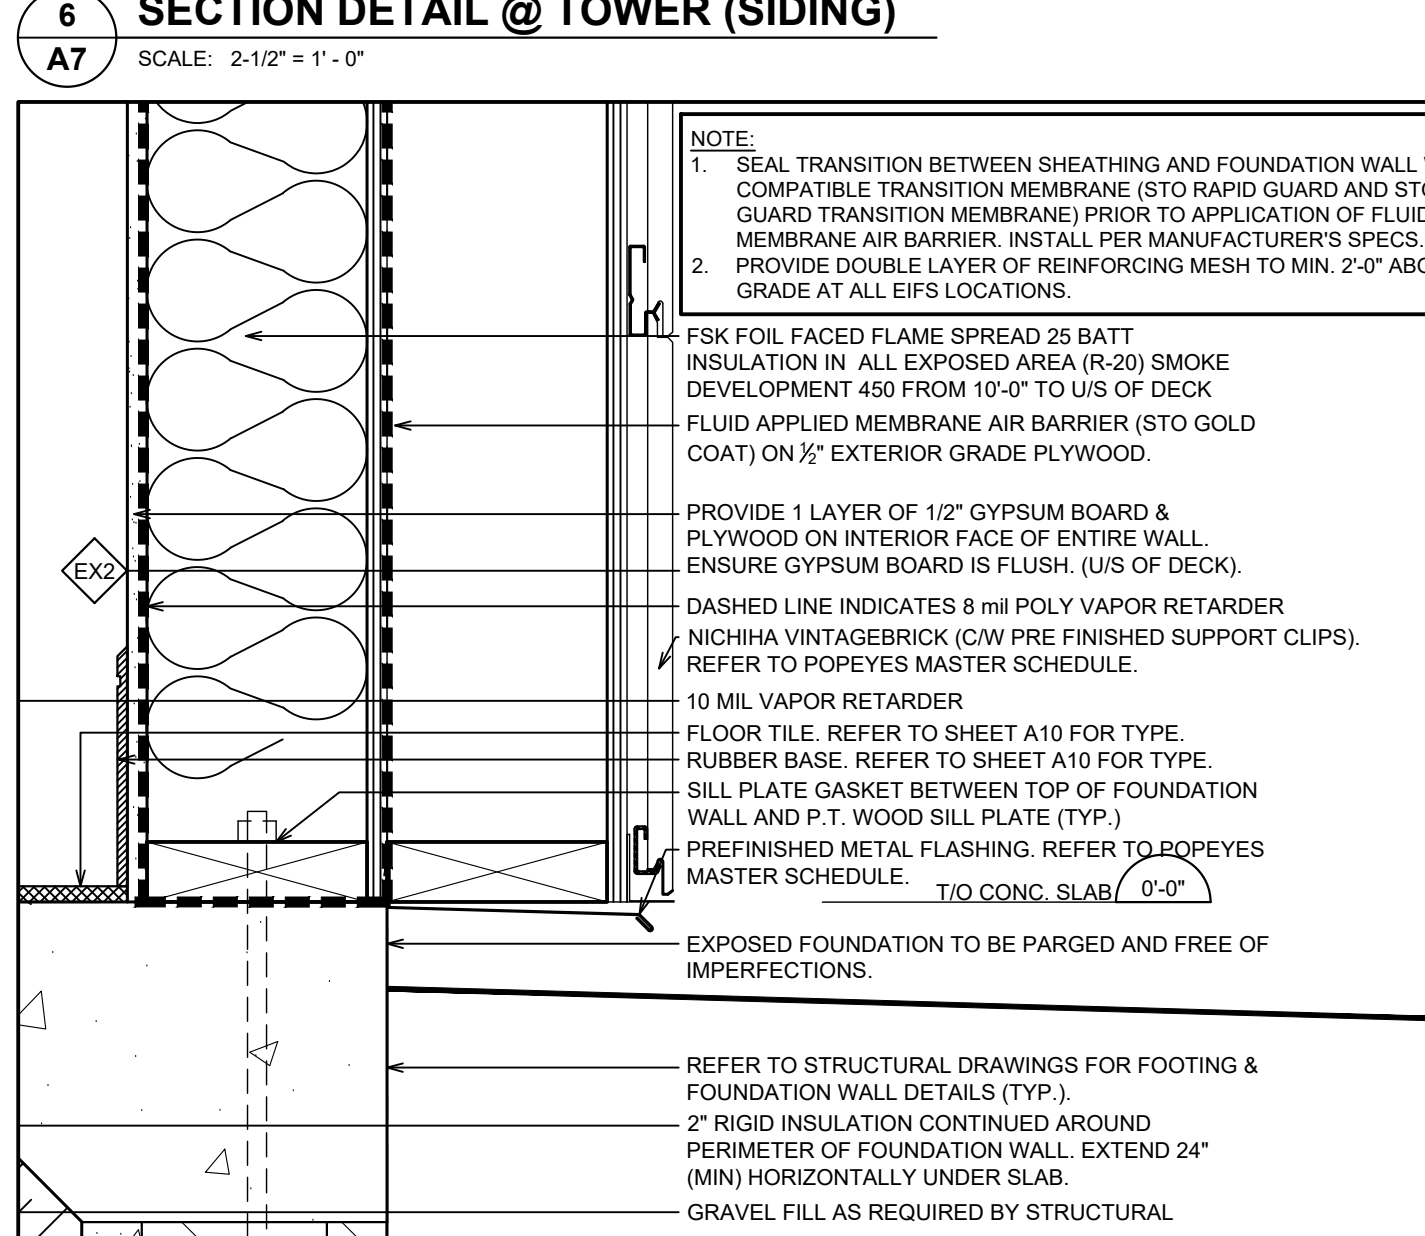 6
SECTION DETAIL @ TOWER (SIDING)
A7
SCALE: 2-1/2" = 1' - 0"
NOTE:
1. SEAL TRANSITION BETWEEN SHEATHING AND FOUNDATION WALL
COMPATIBLE TRANSITION MEMBRANE (STO RAPID GUARD AND
GUARD TRANSITION MEMBRANE) PRIOR TO APPLICATION OF FLUID
MEMBRANE AIR BARRIER. INSTALL PER MANUFACTURER'S SPECS.
2. PROVIDE DOUBLE LAYER OF REINFORCING MESH TO MIN. 2'-0"
GRADE AT ALL EIFS LOCATIONS.
FSK FOIL FACED FLAME SPREAD 25 BATT
INSULATION IN ALL EXPOSED AREA (R-20) SMOKE
DEVELOPMENT 450 FROM 10'-0" TO U/S OF DECK
FLUID APPLIED MEMBRANE AIR BARRIER (STO GOLD
COAT) ON ½" EXTERIOR GRADE PLYWOOD.
PROVIDE 1 LAYER OF 1/2" GYPSUM BOARD &
PLYWOOD ON INTERIOR FACE OF ENTIRE WALL.
ENSURE GYPSUM BOARD IS FLUSH. (U/S OF DECK).
EX2
DASHED LINE INDICATES 8 mil POLY VAPOR RETARDER
NICHIHA VINTAGEBRICK (C/W PRE FINISHED SUPPORT CLIPS).
REFER TO POPEYES MASTER SCHEDULE.
10 MIL VAPOR RETARDER
FLOOR TILE. REFER TO SHEET A10 FOR TYPE.
RUBBER BASE. REFER TO SHEET A10 FOR TYPE.
SILL PLATE GASKET BETWEEN TOP OF FOUNDATION
WALL AND P.T. WOOD SILL PLATE (TYP.)
PREFINISHED METAL FLASHING. REFER TO POPEYES
MASTER SCHEDULE.
T/O CONC. SLAB 0'-0"
EXPOSED FOUNDATION TO BE PARGED AND FREE OF
IMPERFECTIONS.
REFER TO STRUCTURAL DRAWINGS FOR FOOTING &
FOUNDATION WALL DETAILS (TYP.).
2" RIGID INSULATION CONTINUED AROUND
PERIMETER OF FOUNDATION WALL. EXTEND 24"
(MIN) HORIZONTALLY UNDER SLAB.
GRAVEL FILL AS REQUIRED BY STRUCTURAL